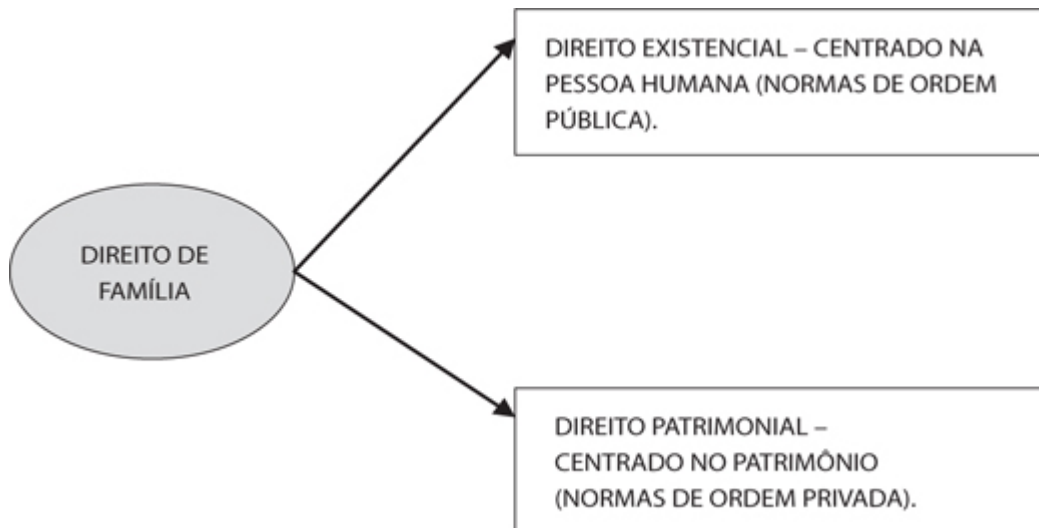 DIREITO EXISTENCIAL – CENTRADO NA
PESSOA HUMANA (NORMAS DE ORDEM
PÚBLICA).
DIREITO DE
FAMÍLIA
DIREITO PATRIMONIAL –
CENTRADO NO PATRIMÔNIO
(NORMAS DE ORDEM PRIVADA).